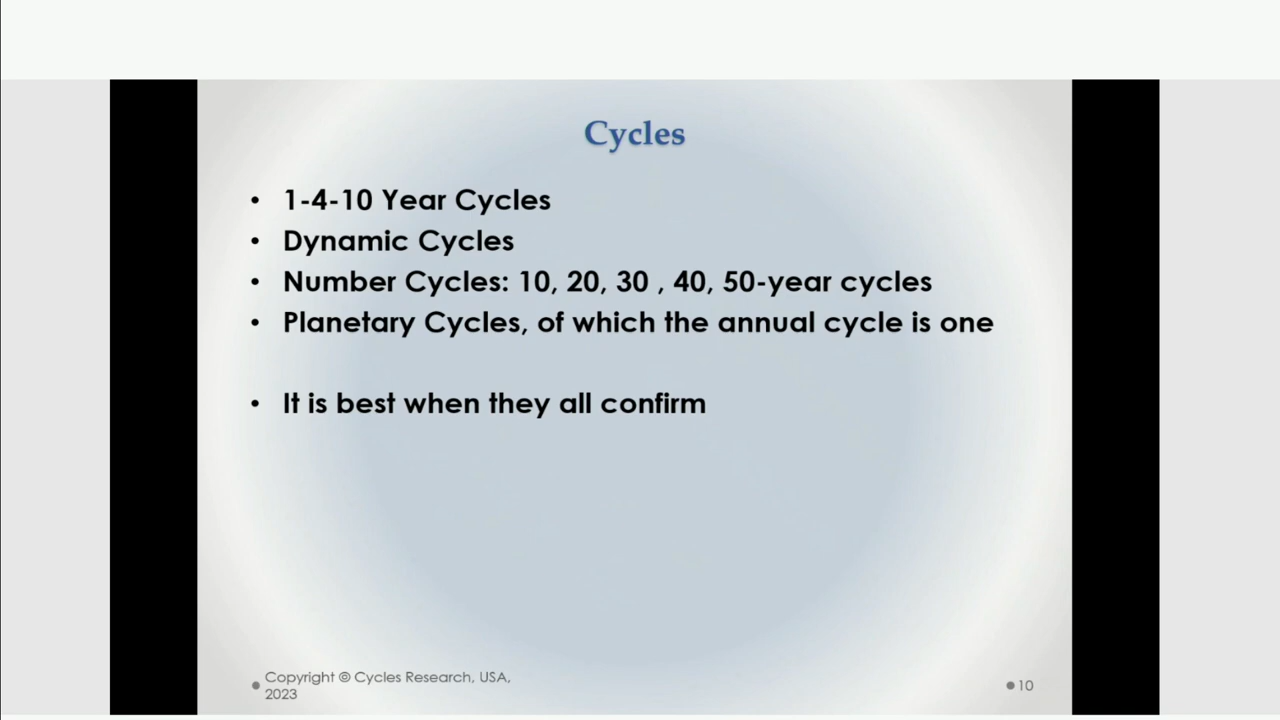 Cycles
• 1-4-10 Year Cycles
• Dynamic Cycles
• Number Cycles: 10, 20, 30 , 40, 50-year cycles
• Planetary Cycles, of which the annual cycle is one
• It is best when they all confirm
• Copyright © Cycles Research, USA,
2023
• 10